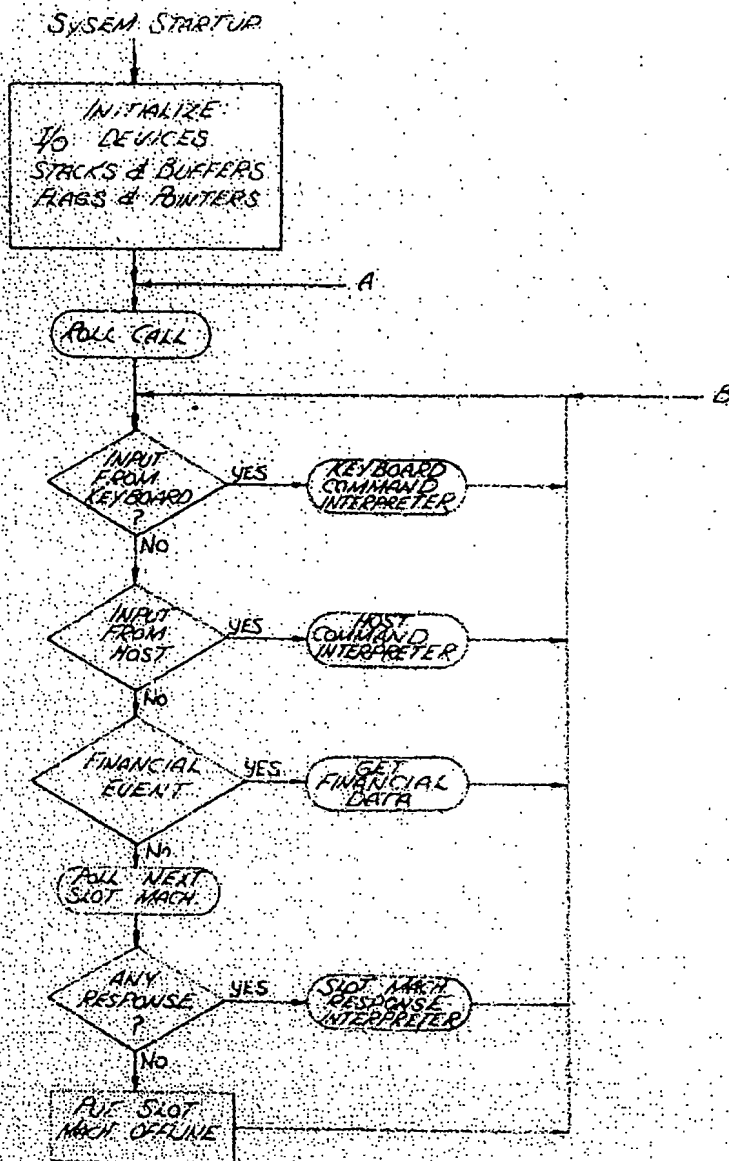 SYSEM STARTUP
INITIALIZE:
I/O DEVICES
STACKS & BUFFERS
FLAGS & POINTERS
A
ROLL CALL
B
INPUT
FROM
KEYBOARD
?
YES
KEYBOARD
COMMAND
INTERPRETER
NO
INPUT
FROM
HOST
YES
HOST
COMMAND
INTERPRETER
NO
FINANCIAL
EVENT
YES
GET
FINANCIAL
DATA
NO
POLL NEXT
SLOT MACH.
ANY
RESPONSE
?
YES
SLOT MACH
RESPONSE
INTERPRETER
NO
PUT SLOT
MACH OFFLINE